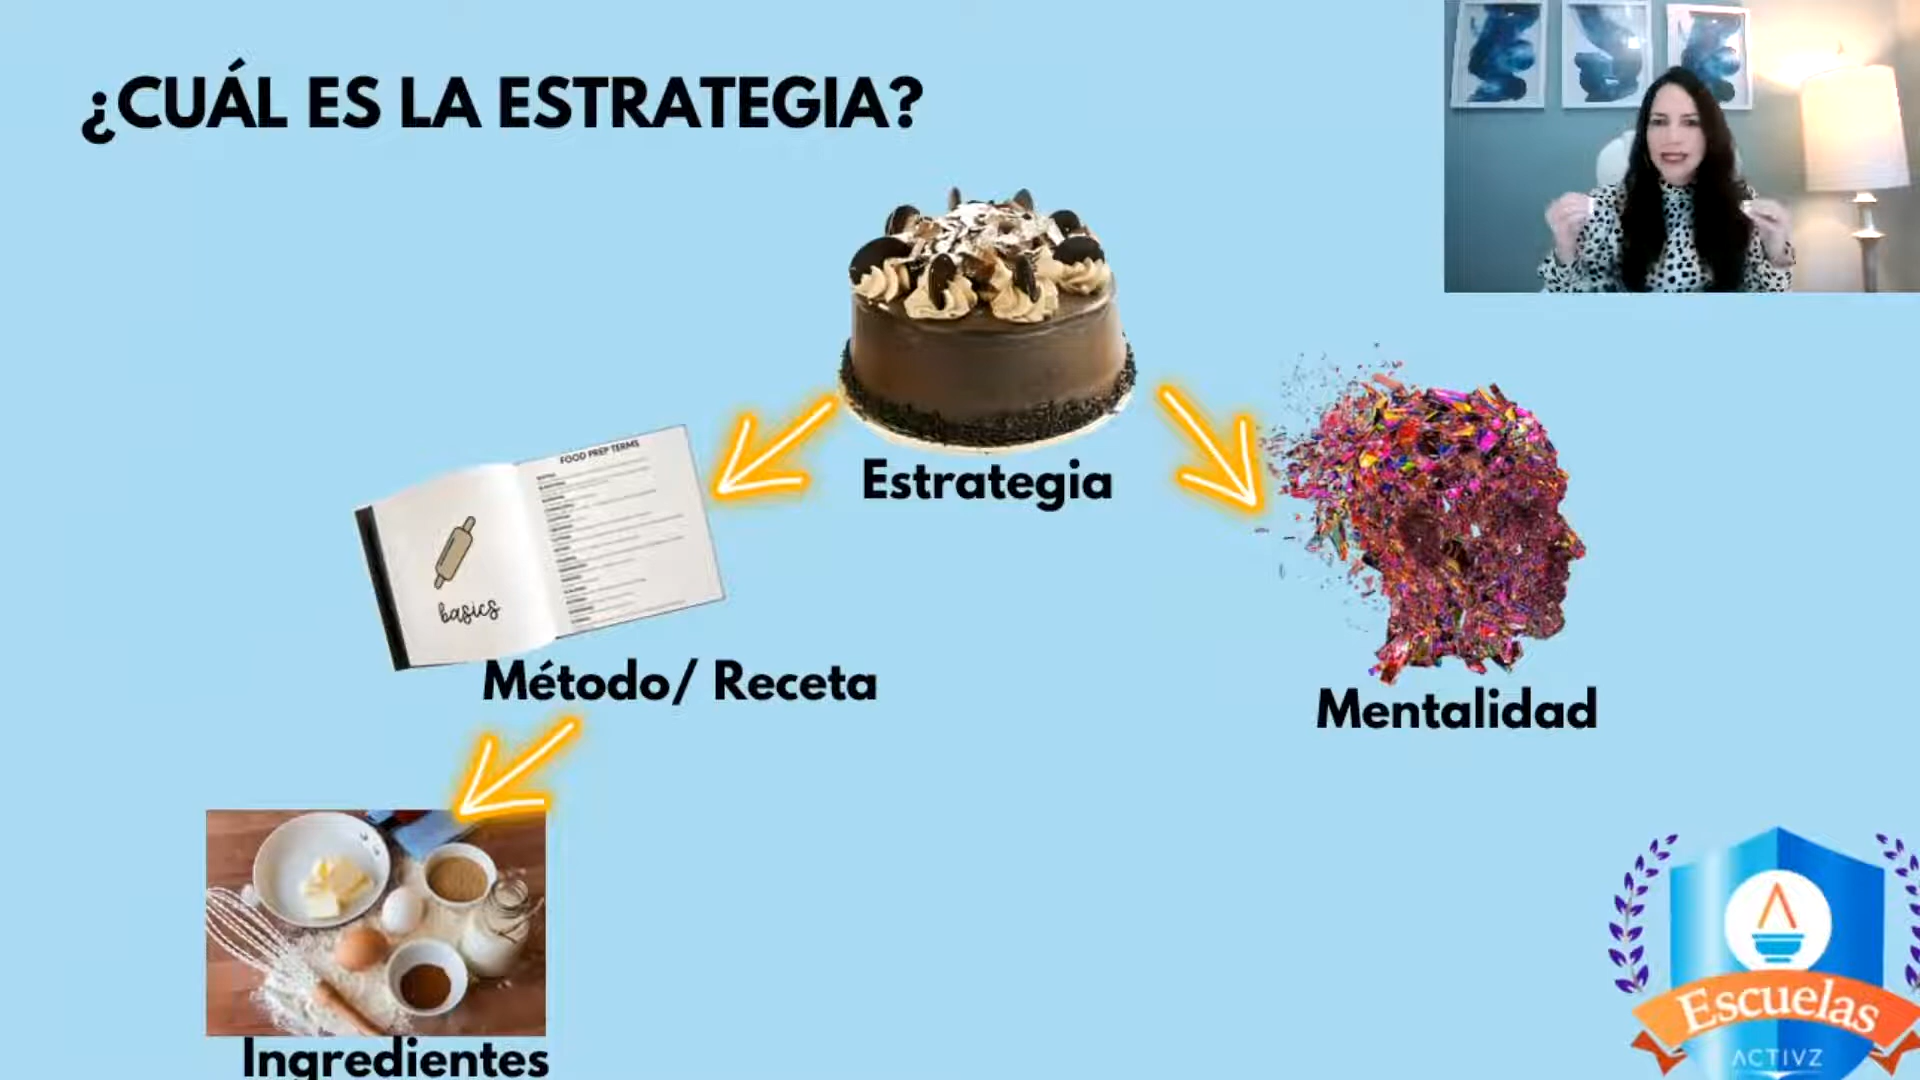 ¿CUÁL ES LA ESTRATEGIA?
Estrategia
FOOD PREP TERMS
basics
Método/ Receta
Mentalidad
Ingredientes
Escuelas
ACTIVZ